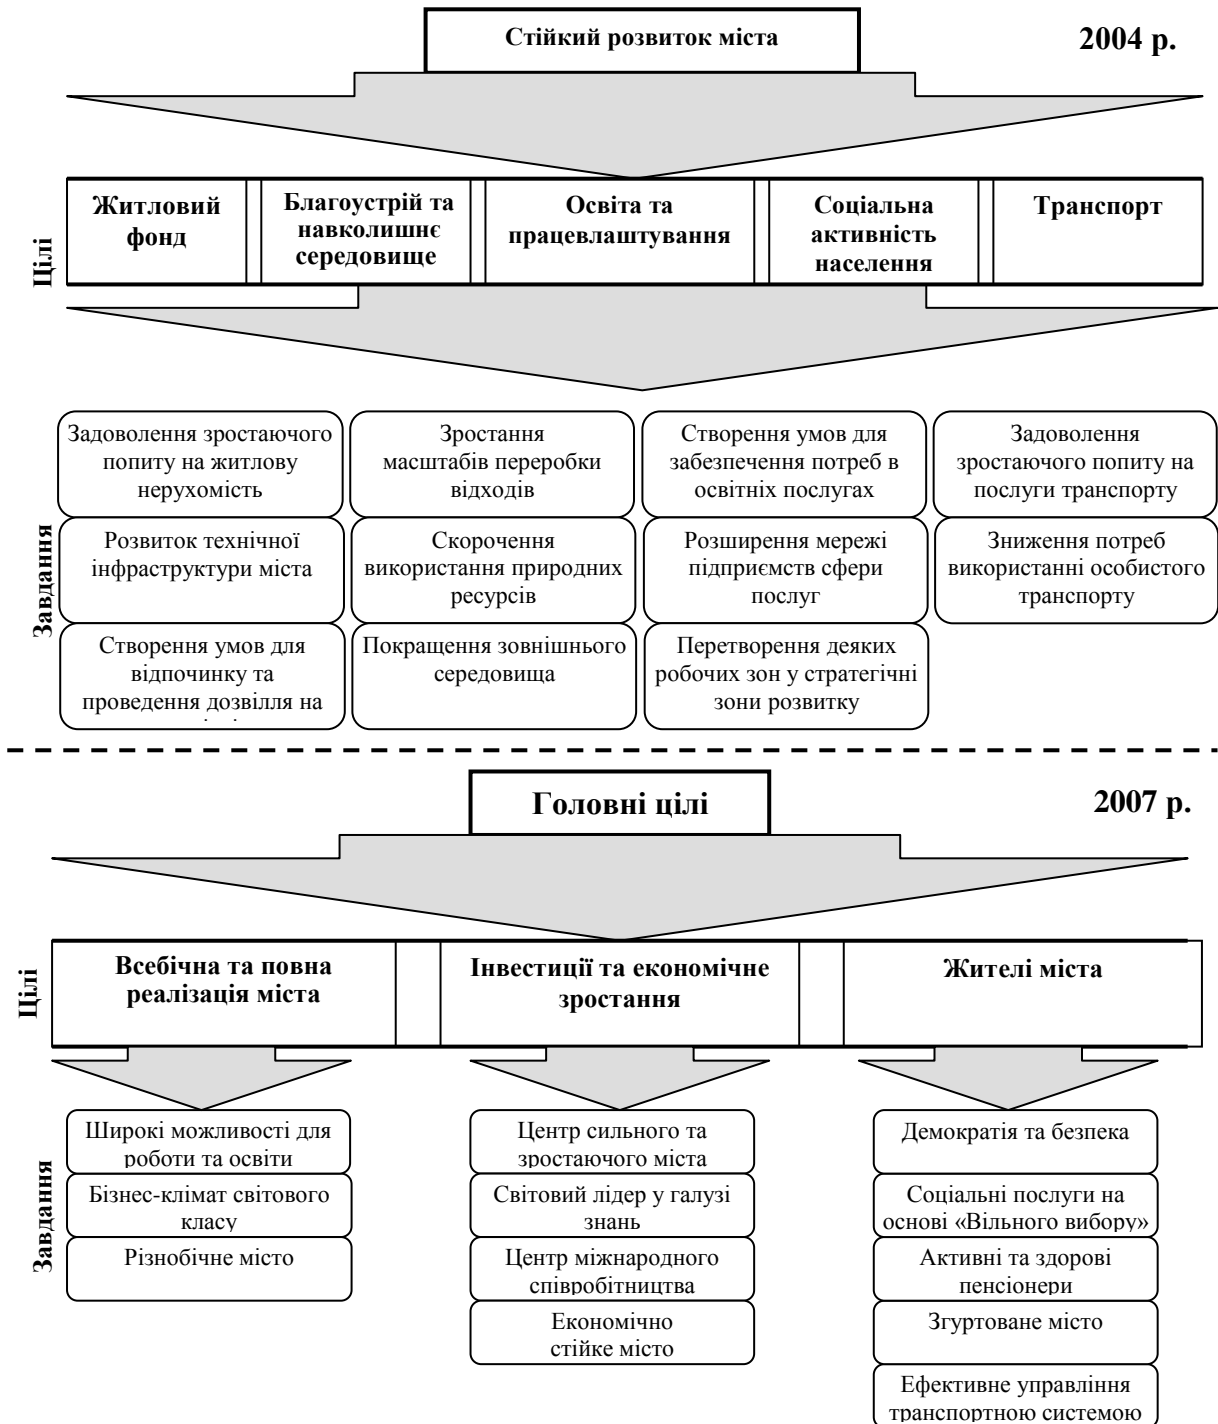 Стійкий розвиток міста
2004 р.
Цілі
Житловий
фонд
Благоустрій та
навколишнє
середовище
Освіта та
працевлаштування
Соціальна
активність
населення
Транспорт
Завдання
Задоволення зростаючого
попиту на житлову
нерухомість
Зростання
масштабів переробки
відходів
Створення умов для
забезпечення потреб в
освітніх послугах
Задоволення
зростаючого попиту на
послуги транспорту
Розвиток технічної
інфраструктури міста
Скорочення
використання природних
ресурсів
Розширення мережі
підприємств сфери
послуг
Зниження потреб
використанні особистого
транспорту
Створення умов для
відпочинку та
проведення дозвілля на
Покращення зовнішнього
середовища
Перетворення деяких
робочих зон у стратегічні
зони розвитку
Головні цілі
2007 р.
Цілі
Всебічна та повна
реалізація міста
Інвестиції та економічне
зростання
Жителі міста
Завдання
Широкі можливості для
роботи та освіти
Бізнес-клімат світового
класу
Різнобічне місто
Центр сильного та
зростаючого міста
Світовий лідер у галузі
знань
Центр міжнародного
співробітництва
Економічно
стійке місто
Демократія та безпека
Соціальні послуги на
основі «Вільного вибору»
Активні та здорові
пенсіонери
Згуртоване місто
Ефективне управління
транспортною системою